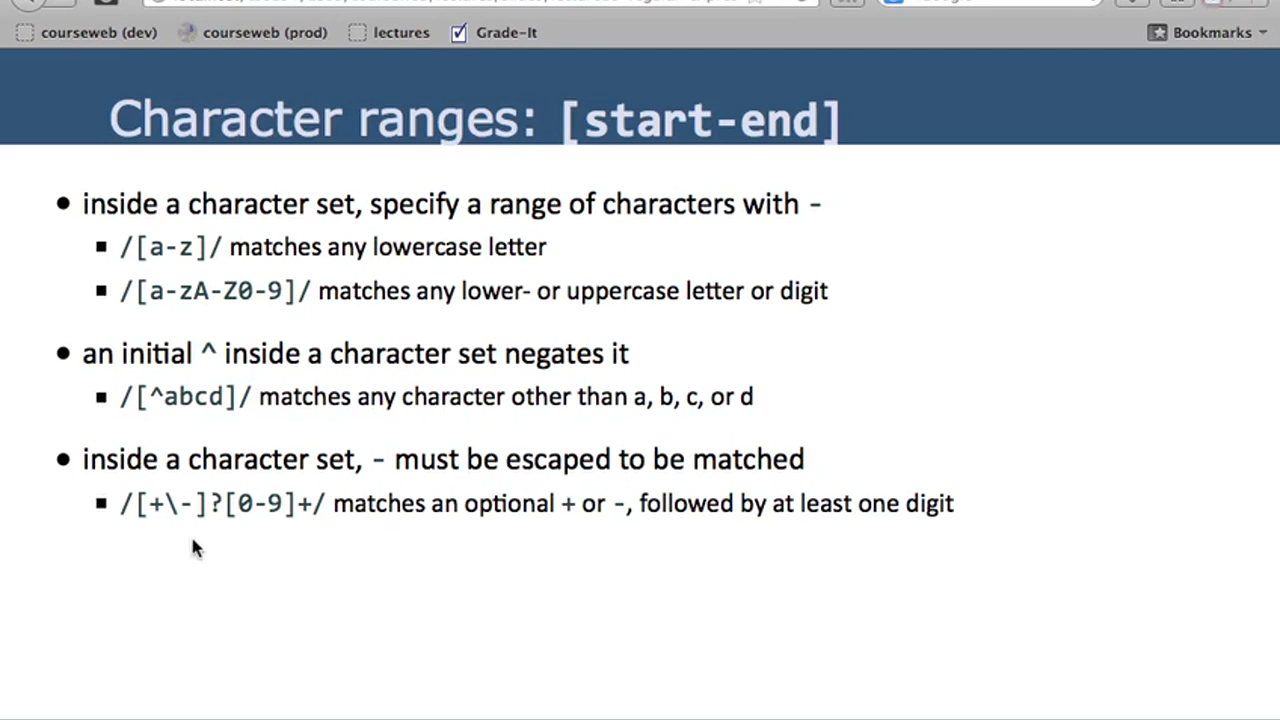 courseweb (dev) courseweb (prod) lectures Grade-It Bookmarks
Character ranges: [start-end]
• inside a character set, specify a range of characters with -
▪ /[a-z]/ matches any lowercase letter
▪ /[a-zA-Z0-9]/ matches any lower- or uppercase letter or digit
• an initial ^ inside a character set negates it
▪ /[^abcd]/ matches any character other than a, b, c, or d
• inside a character set, - must be escaped to be matched
▪ /[+\-]?[0-9]+/ matches an optional + or -, followed by at least one digit